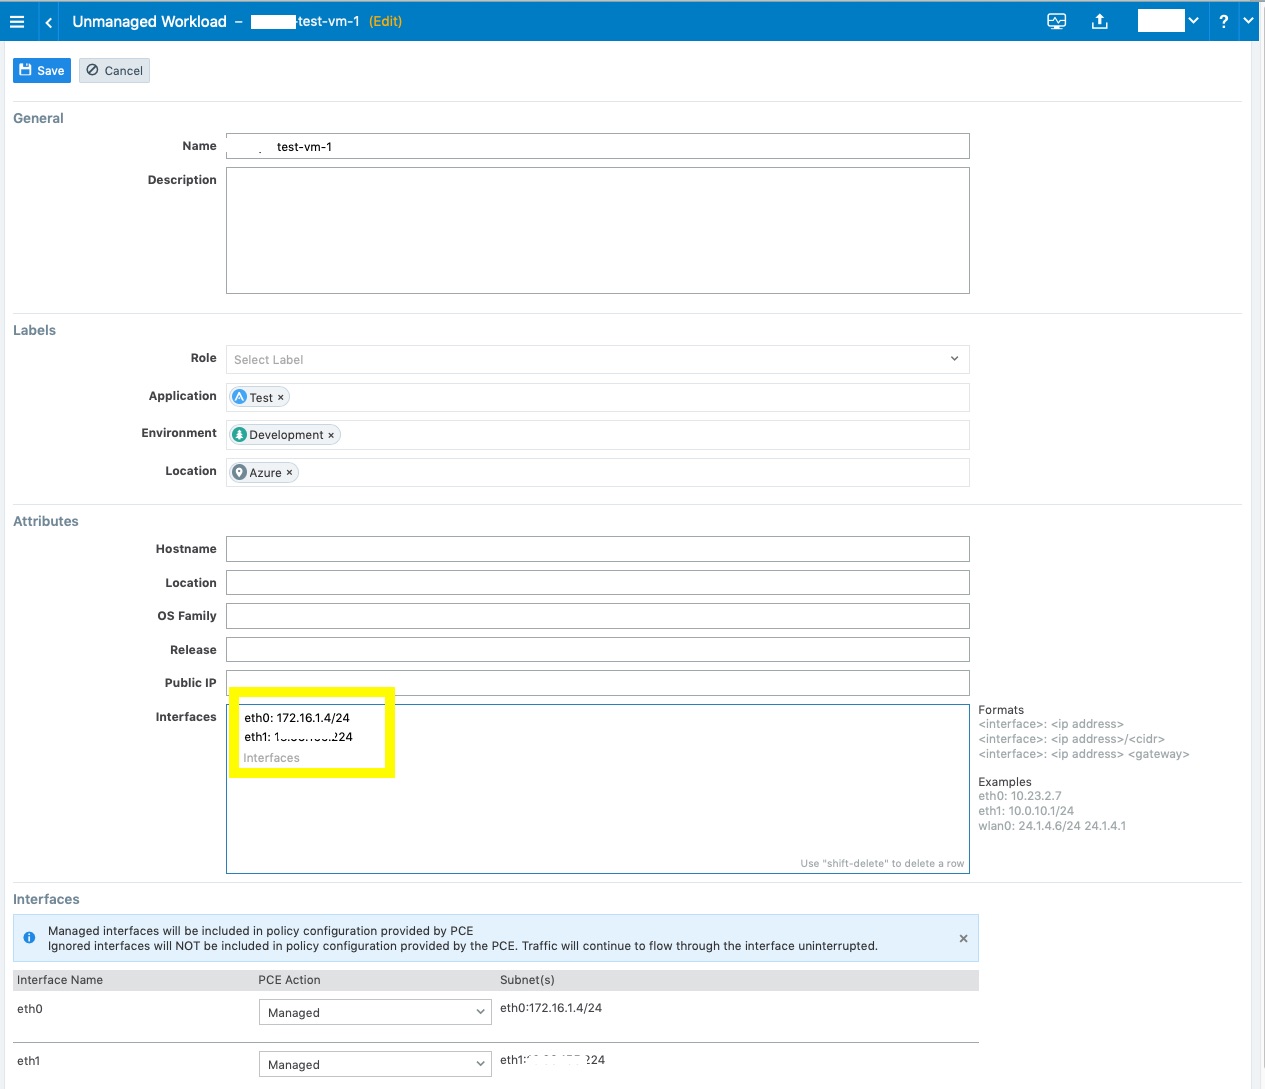 Unmanaged Workload – -test-vm-1 (Edit)
?
Save Cancel
General
Name test-vm-1
Description
Labels
Role Select Label
Application Test ×
Environment Development ×
Location Azure ×
Attributes
Hostname
Location
OS Family
Release
Public IP
Interfaces
eth0: 172.16.1.4/24
eth1: 224
Interfaces
Use "shift-delete" to delete a row
Formats
<interface>: <ip address>
<interface>: <ip address>/<cidr>
<interface>: <ip address> <gateway>
Examples
eth0: 10.23.2.7
eth1: 10.0.10.1/24
wlan0: 24.1.4.6/24 24.1.4.1
Interfaces
Managed interfaces will be included in policy configuration provided by PCE
Ignored interfaces will NOT be included in policy configuration provided by the PCE. Traffic will continue to flow through the interface uninterrupted.
Interface Name PCE Action Subnet(s)
eth0 Managed eth0:172.16.1.4/24
eth1 Managed eth1: 224